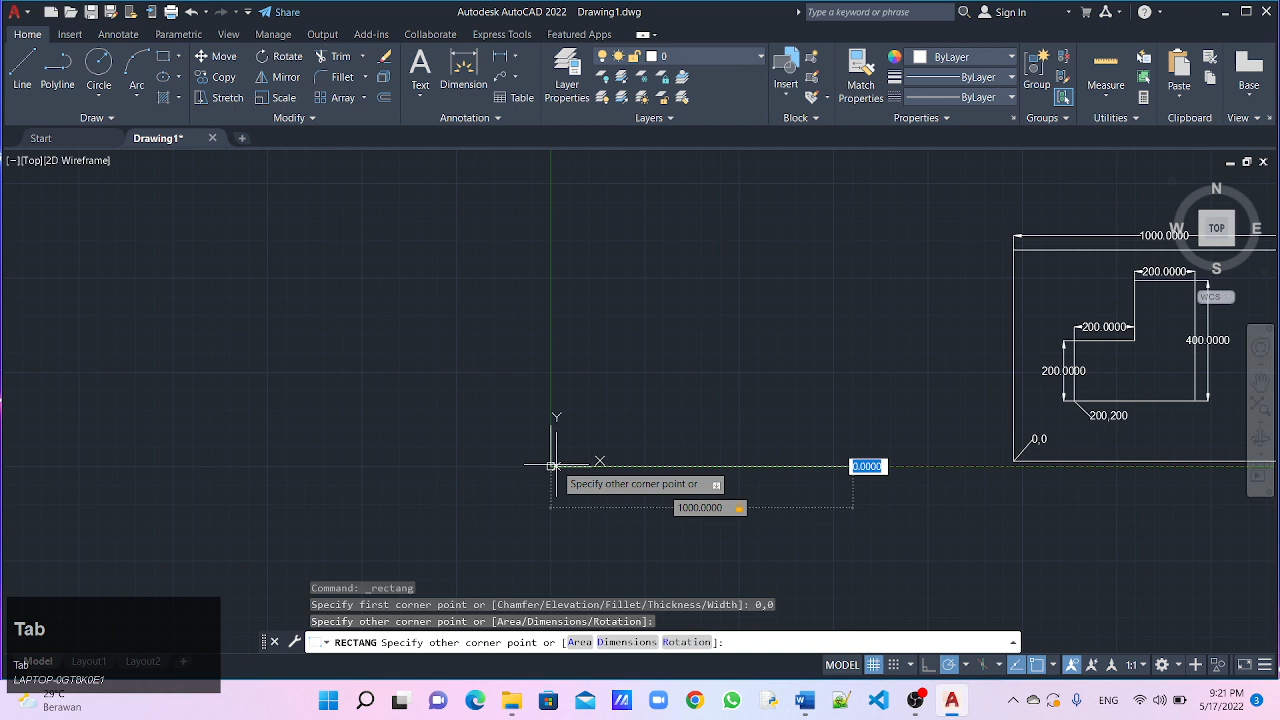 Share
Autodesk AutoCAD 2022 Drawing1.dwg
Type a keyword or phrase
Sign In
Home Insert Annotate Parametric View Manage Output Add-ins Collaborate Express Tools Featured Apps
Line Polyline Circle Arc
Move Rotate Trim
Copy Mirror Fillet
Stretch Scale Array
Text Dimension Table
Layer Properties
0
Insert
Match Properties
ByLayer
ByLayer
ByLayer
Group
Measure
Paste
Base
Draw Modify Annotation Layers Block Properties Groups Utilities Clipboard View
Start Drawing1*
[−][Top][2D Wireframe]
N
W TOP E
S
WCS
1000.0000
200.0000
200.0000
400.0000
200.0000
200,200
0,0
Y
X
0.0000
Specify other corner point or
1000.0000
Command: _rectang
Specify first corner point or [Chamfer/Elevation/Fillet/Thickness/Width]: 0,0
Specify other corner point or [Area/Dimensions/Rotation]:
RECTANG Specify other corner point or [Area Dimensions Rotation]:
Tab
Tab
LAPTOP-0GT8K0E1
Model Layout1 Layout2
MODEL
1:1
29°C
Berawan
ENG
9:21 PM
5/17/2022
3